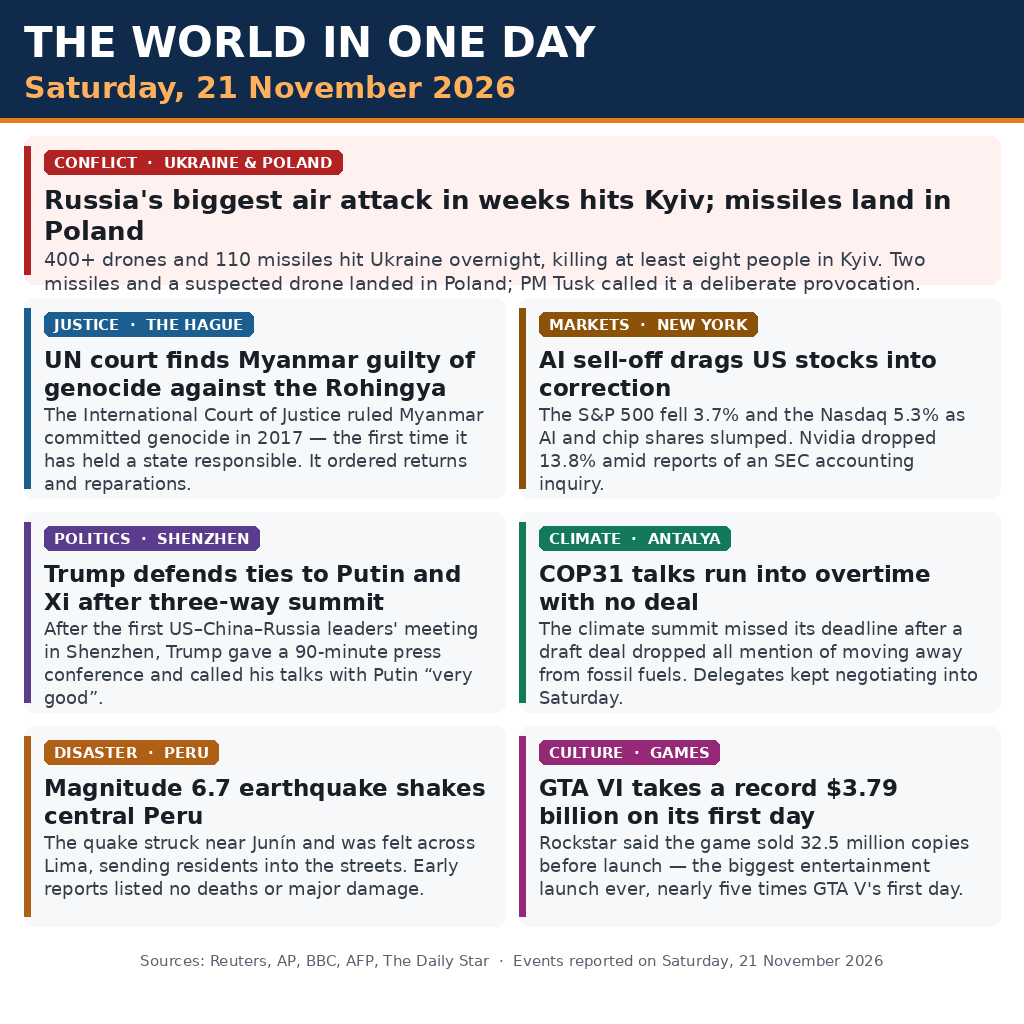 THE WORLD IN ONE DAY
Saturday, 21 November 2026
CONFLICT · UKRAINE & POLAND
Russia's biggest air attack in weeks hits Kyiv; missiles land in
Poland
400+ drones and 110 missiles hit Ukraine overnight, killing at least eight people in Kyiv. Two
missiles and a suspected drone landed in Poland; PM Tusk called it a deliberate provocation.
JUSTICE · THE HAGUE
UN court finds Myanmar guilty of
genocide against the Rohingya
The International Court of Justice ruled Myanmar
committed genocide in 2017 — the first time it
has held a state responsible. It ordered returns
and reparations.
MARKETS · NEW YORK
AI sell-off drags US stocks into
correction
The S&P 500 fell 3.7% and the Nasdaq 5.3% as
AI and chip shares slumped. Nvidia dropped
13.8% amid reports of an SEC accounting
inquiry.
POLITICS · SHENZHEN
Trump defends ties to Putin and
Xi after three-way summit
After the first US–China–Russia leaders' meeting
in Shenzhen, Trump gave a 90-minute press
conference and called his talks with Putin “very
good”.
CLIMATE · ANTALYA
COP31 talks run into overtime
with no deal
The climate summit missed its deadline after a
draft deal dropped all mention of moving away
from fossil fuels. Delegates kept negotiating into
Saturday.
DISASTER · PERU
Magnitude 6.7 earthquake shakes
central Peru
The quake struck near Junín and was felt across
Lima, sending residents into the streets. Early
reports listed no deaths or major damage.
CULTURE · GAMES
GTA VI takes a record $3.79
billion on its first day
Rockstar said the game sold 32.5 million copies
before launch — the biggest entertainment
launch ever, nearly five times GTA V's first day.
Sources: Reuters, AP, BBC, AFP, The Daily Star · Events reported on Saturday, 21 November 2026